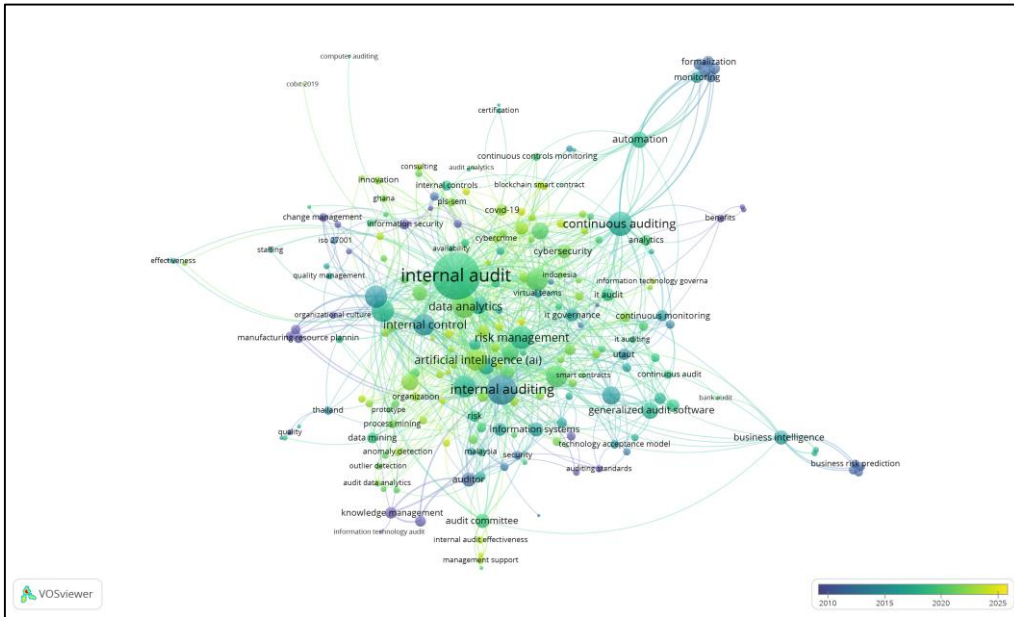 computer auditing
formalization
monitoring
cobit 2019
certification
automation
continuous controls monitoring
consulting
audit analytics
innovation
internal controls
blockchain smart contract
ghana
pls-sem
covid-19
change management
information security
benefits
continuous auditing
iso 27001
cybercrime
analytics
availability
cybersecurity
staffing
effectiveness
internal audit
quality management
indonesia
information technology governa
virtual teams
it audit
data analytics
organizational culture
it governance
continuous monitoring
internal control
manufacturing resource plannin
risk management
it auditing
utaut
artificial intelligence (ai)
smart contracts
continuous audit
internal auditing
organization
bank audit
thailand
prototype
risk
generalized audit software
process mining
information systems
quality
data mining
business intelligence
technology acceptance model
anomaly detection
malaysia
security
outlier detection
auditing standards
business risk prediction
audit data analytics
auditor
knowledge management
audit committee
information technology audit
internal audit effectiveness
management support
VOSviewer
2010 2015 2020 2025